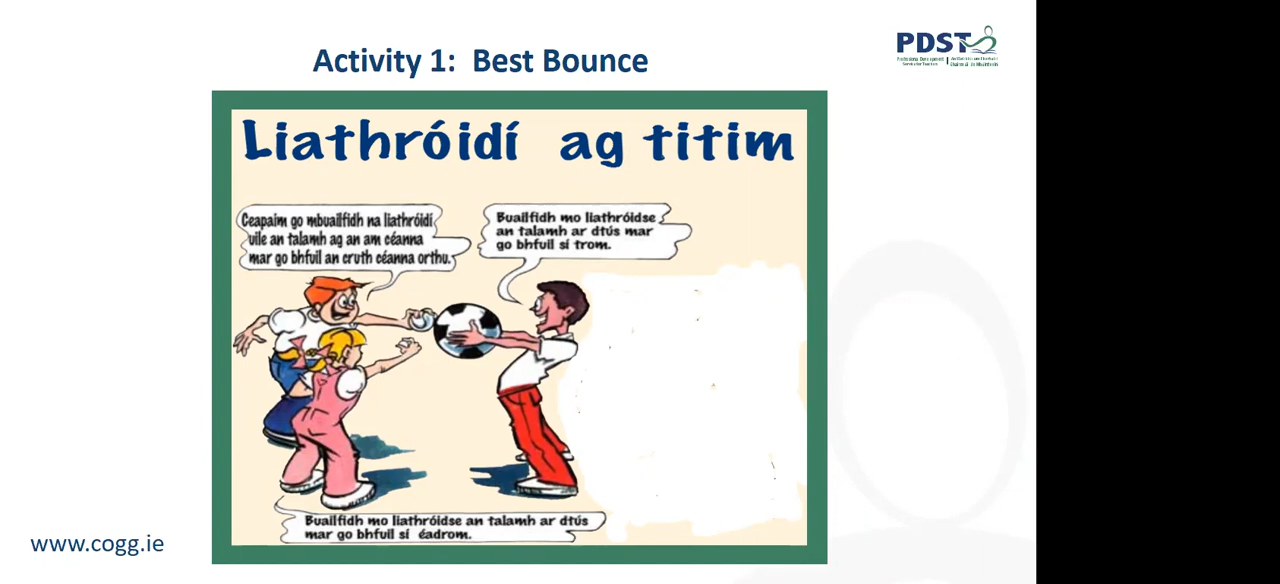 Activity 1: Best Bounce
PDST
Liathróidí ag titim
Ceapaim go mbuailfidh na liathróidí
uile an talamh ag an am céanna
mar go bhfuil an cruth céanna orthu.
Buailfidh mo liathróidse
an talamh ar dtús mar
go bhfuil sí trom.
Buailfidh mo liathróidse an talamh ar dtús
mar go bhfuil sí éadrom.
www.cogg.ie